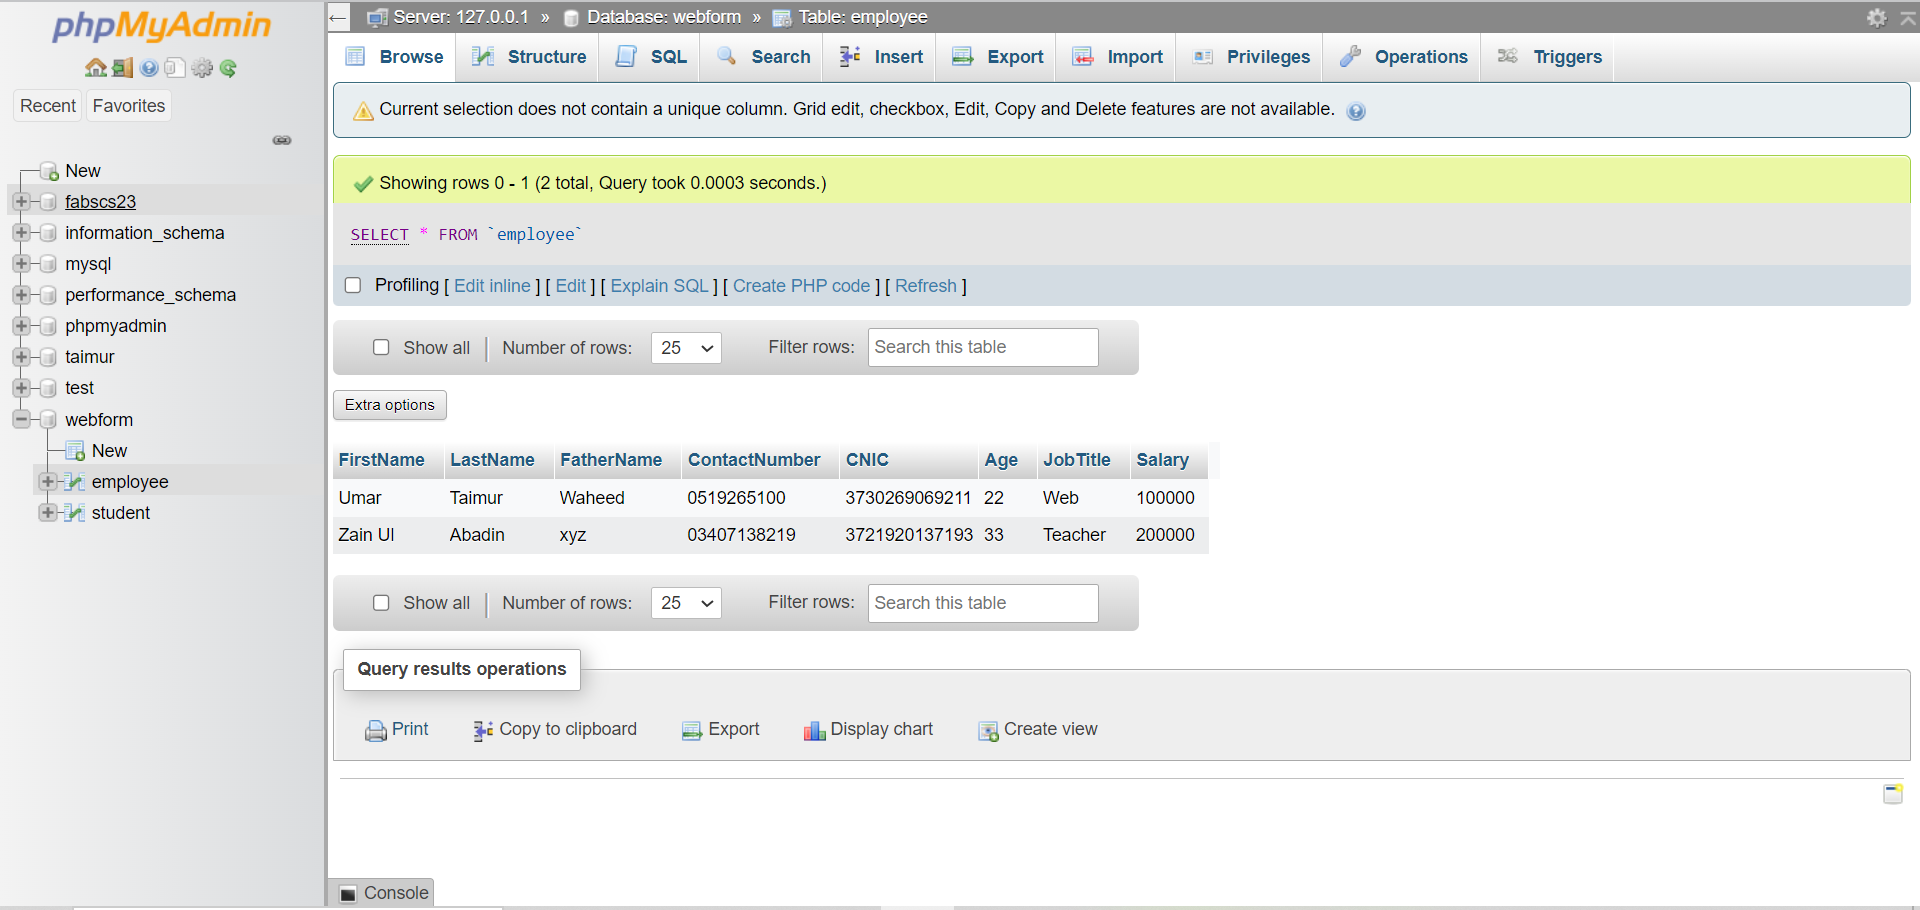 phpMyAdmin
Recent Favorites
New
fabscs23
information_schema
mysql
performance_schema
phpmyadmin
taimur
test
webform
New
employee
student
Server: 127.0.0.1 » Database: webform » Table: employee
Browse Structure SQL Search Insert Export Import Privileges Operations Triggers
Current selection does not contain a unique column. Grid edit, checkbox, Edit, Copy and Delete features are not available.
Showing rows 0 - 1 (2 total, Query took 0.0003 seconds.)
SELECT * FROM `employee`
Profiling [ Edit inline ] [ Edit ] [ Explain SQL ] [ Create PHP code ] [ Refresh ]
Show all Number of rows: 25 Filter rows: Search this table
Extra options
FirstName LastName FatherName ContactNumber CNIC Age JobTitle Salary
Umar Taimur Waheed 0519265100 3730269069211 22 Web 100000
Zain Ul Abadin xyz 03407138219 3721920137193 33 Teacher 200000
Show all Number of rows: 25 Filter rows: Search this table
Query results operations
Print Copy to clipboard Export Display chart Create view
Console